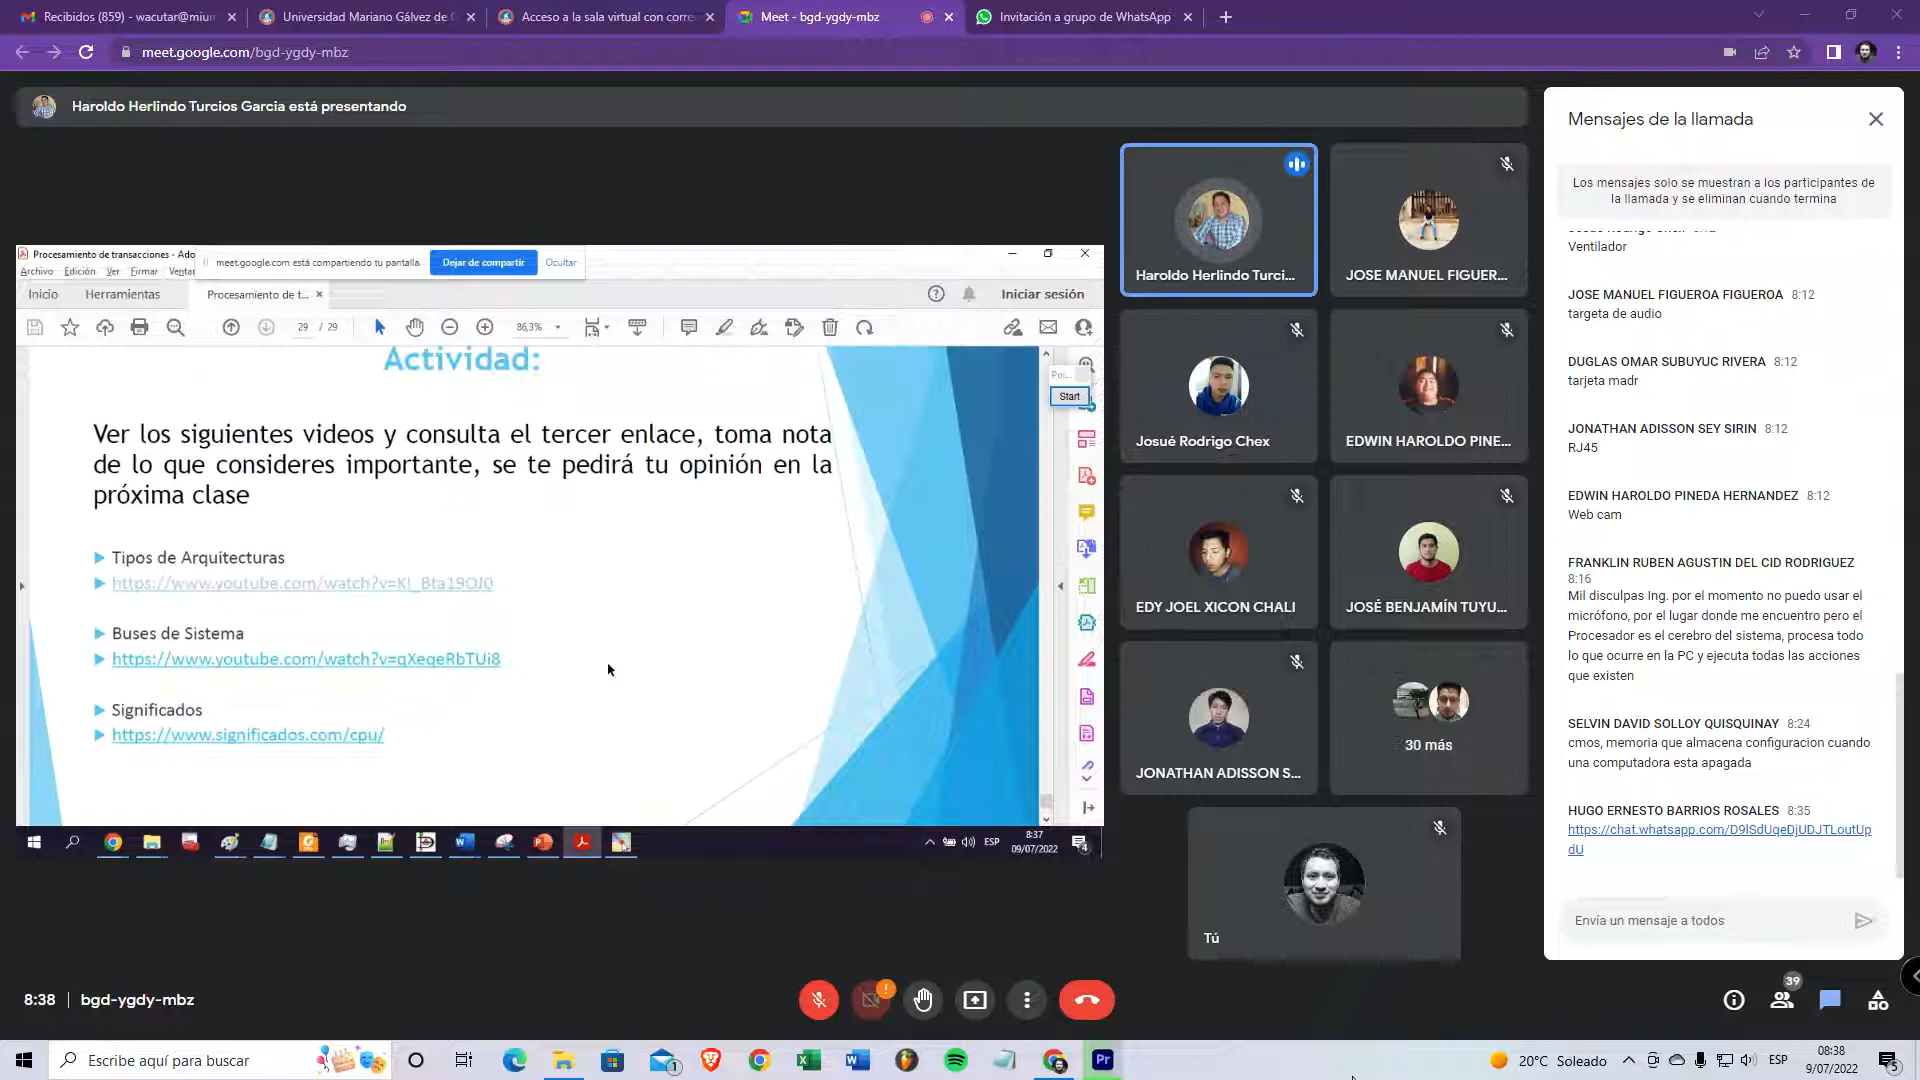 Recibidos (859) - wacutar@miun
Universidad Mariano Gálvez de G
Acceso a la sala virtual con corre
Meet - bgd-ygdy-mbz
Invitación a grupo de WhatsApp
meet.google.com/bgd-ygdy-mbz
Haroldo Herlindo Turcios Garcia está presentando
Procesamiento de transacciones - Ado
meet.google.com está compartiendo tu pantalla.
Dejar de compartir
Ocultar
Archivo Edición Ver Firmar Ventan
Inicio
Herramientas
Procesamiento de t...
Iniciar sesión
29 / 29
86,3%
Actividad:
Ver los siguientes videos y consulta el tercer enlace, toma nota
de lo que consideres importante, se te pedirá tu opinión en la
próxima clase
Tipos de Arquitecturas
https://www.youtube.com/watch?v=KI_Bta19OJ0
Buses de Sistema
https://www.youtube.com/watch?v=qXeqeRbTUi8
Significados
https://www.significados.com/cpu/
Start
ESP
8:37
09/07/2022
4
Haroldo Herlindo Turci...
JOSE MANUEL FIGUER...
Josué Rodrigo Chex
EDWIN HAROLDO PINE...
EDY JOEL XICON CHALI
JOSÉ BENJAMÍN TUYU...
JONATHAN ADISSON S...
30 más
Tú
Mensajes de la llamada
Los mensajes solo se muestran a los participantes de
la llamada y se eliminan cuando termina
Ventilador
JOSE MANUEL FIGUEROA FIGUEROA 8:12
targeta de audio
DUGLAS OMAR SUBUYUC RIVERA 8:12
tarjeta madr
JONATHAN ADISSON SEY SIRIN 8:12
RJ45
EDWIN HAROLDO PINEDA HERNANDEZ 8:12
Web cam
FRANKLIN RUBEN AGUSTIN DEL CID RODRIGUEZ
8:16
Mil disculpas Ing. por el momento no puedo usar el
micrófono, por el lugar donde me encuentro pero el
Procesador es el cerebro del sistema, procesa todo
lo que ocurre en la PC y ejecuta todas las acciones
que existen
SELVIN DAVID SOLLOY QUISQUINAY 8:24
cmos, memoria que almacena configuracion cuando
una computadora esta apagada
HUGO ERNESTO BARRIOS ROSALES 8:35
https://chat.whatsapp.com/D9lSdUqeDjUDJTLoutUp
dU
Envía un mensaje a todos
8:38 | bgd-ygdy-mbz
39
Escribe aquí para buscar
1
Pr
20°C Soleado
ESP
08:38
9/07/2022
5